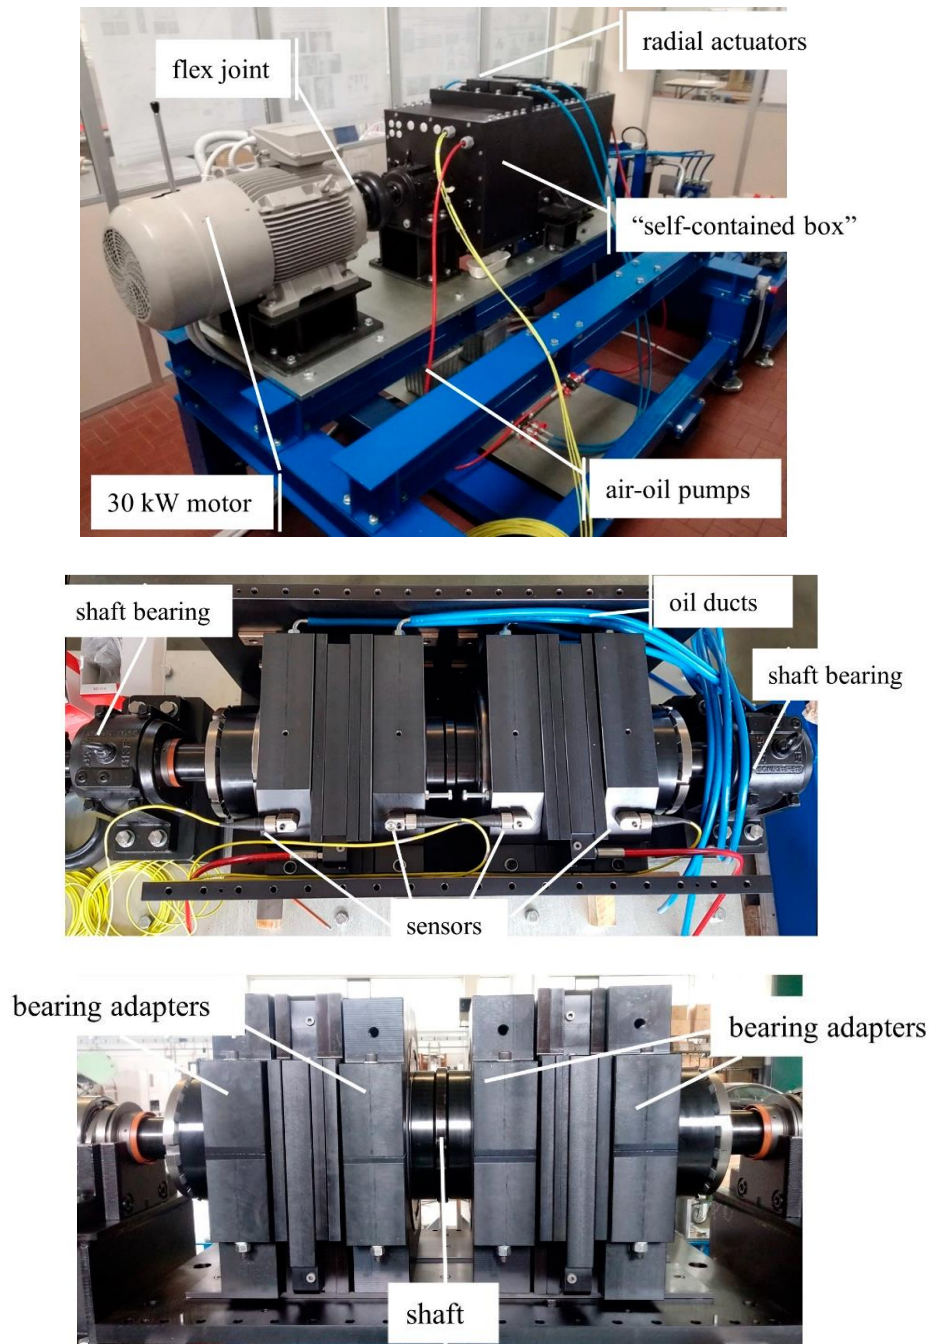 radial actuators
flex joint
“self-contained box”
30 kW motor
air-oil pumps
shaft bearing
oil ducts
shaft bearing
sensors
bearing adapters
bearing adapters
shaft